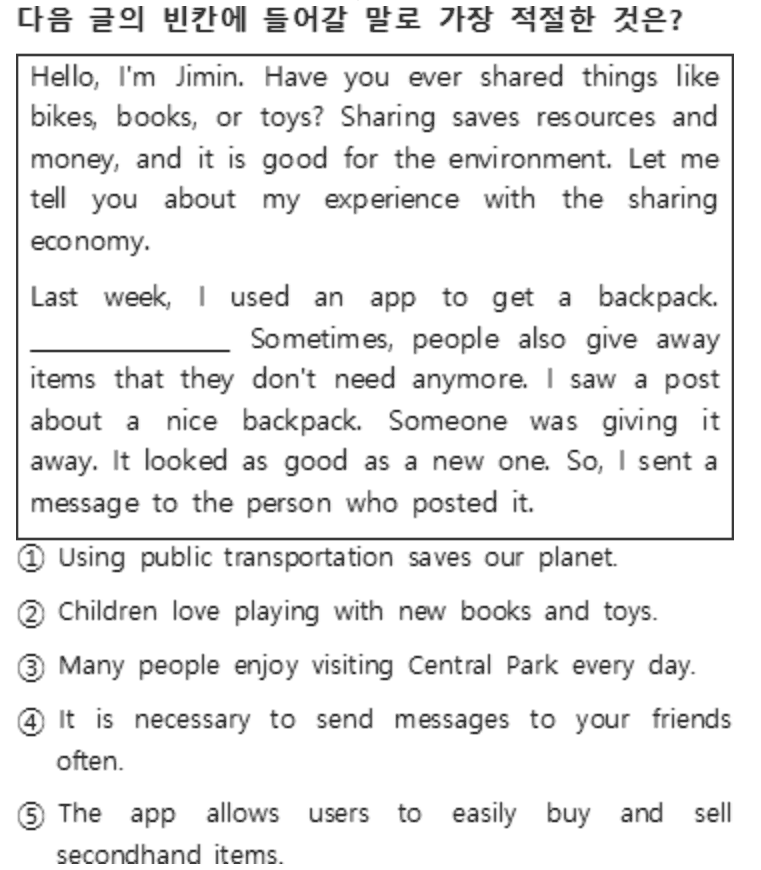 다음 글의 빈칸에 들어갈 말로 가장 적절한 것은?
Hello, I'm Jimin. Have you ever shared things like
bikes, books, or toys? Sharing saves resources and
money, and it is good for the environment. Let me
tell you about my experience with the sharing
economy.
Last week, I used an app to get a backpack.
______________ Sometimes, people also give away
items that they don't need anymore. I saw a post
about a nice backpack. Someone was giving it
away. It looked as good as a new one. So, I sent a
message to the person who posted it.
① Using public transportation saves our planet.
② Children love playing with new books and toys.
③ Many people enjoy visiting Central Park every day.
④ It is necessary to send messages to your friends
often.
⑤ The app allows users to easily buy and sell
secondhand items.